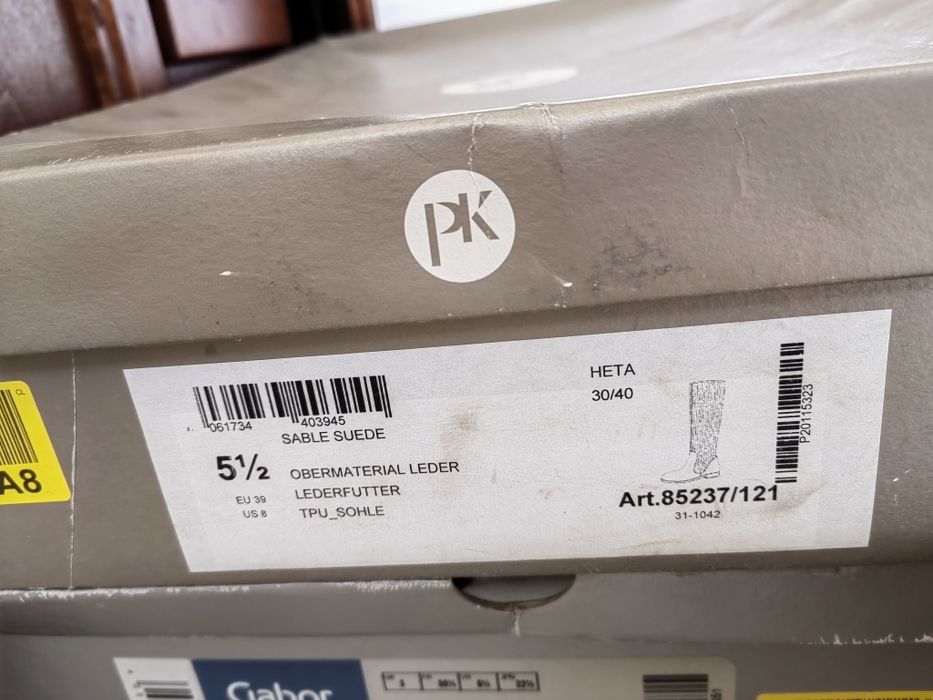 PK
HETA
30/40
061734 403945
SABLE SUEDE
5½ OBERMATERIAL LEDER
EU 39 LEDERFUTTER
US 8 TPU_SOHLE
Art.85237/121
31-1042
P20115323
CL
A8
Gabor